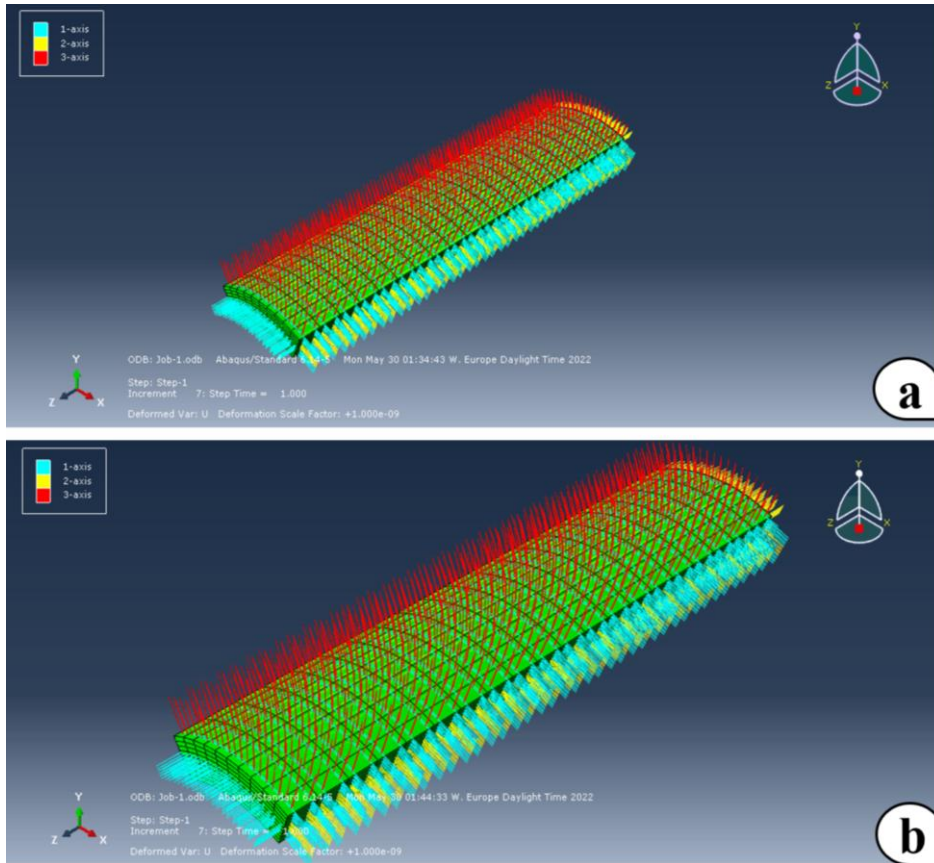 1-axis
2-axis
3-axis
Y
Z
X
Y
Z
X
ODB: Job-1.odb Abaqus/Standard 6.14-5 Mon May 30 01:34:43 W. Europe Daylight Time 2022
Step: Step-1
Increment 7: Step Time = 1.000
Deformed Var: U Deformation Scale Factor: +1.000e-09
a
1-axis
2-axis
3-axis
Y
Z
X
Y
Z
X
ODB: Job-1.odb Abaqus/Standard 6.14-5 Mon May 30 01:44:33 W. Europe Daylight Time 2022
Step: Step-1
Increment 7: Step Time = 1.000
Deformed Var: U Deformation Scale Factor: +1.000e-09
b